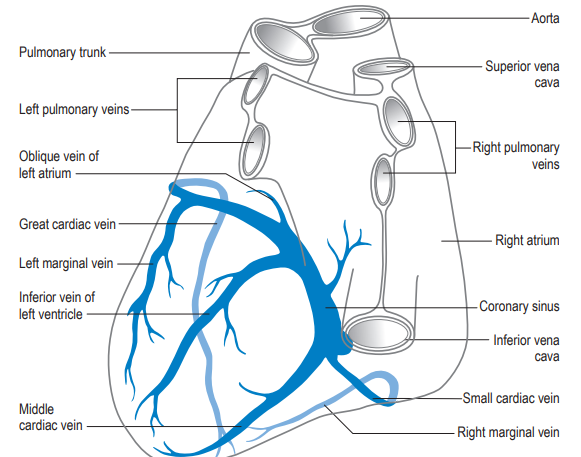 Aorta
Pulmonary trunk
Superior vena
cava
Left pulmonary veins
Right pulmonary
veins
Oblique vein of
left atrium
Great cardiac vein
Right atrium
Left marginal vein
Inferior vein of
left ventricle
Coronary sinus
Inferior vena
cava
Small cardiac vein
Middle
cardiac vein
Right marginal vein